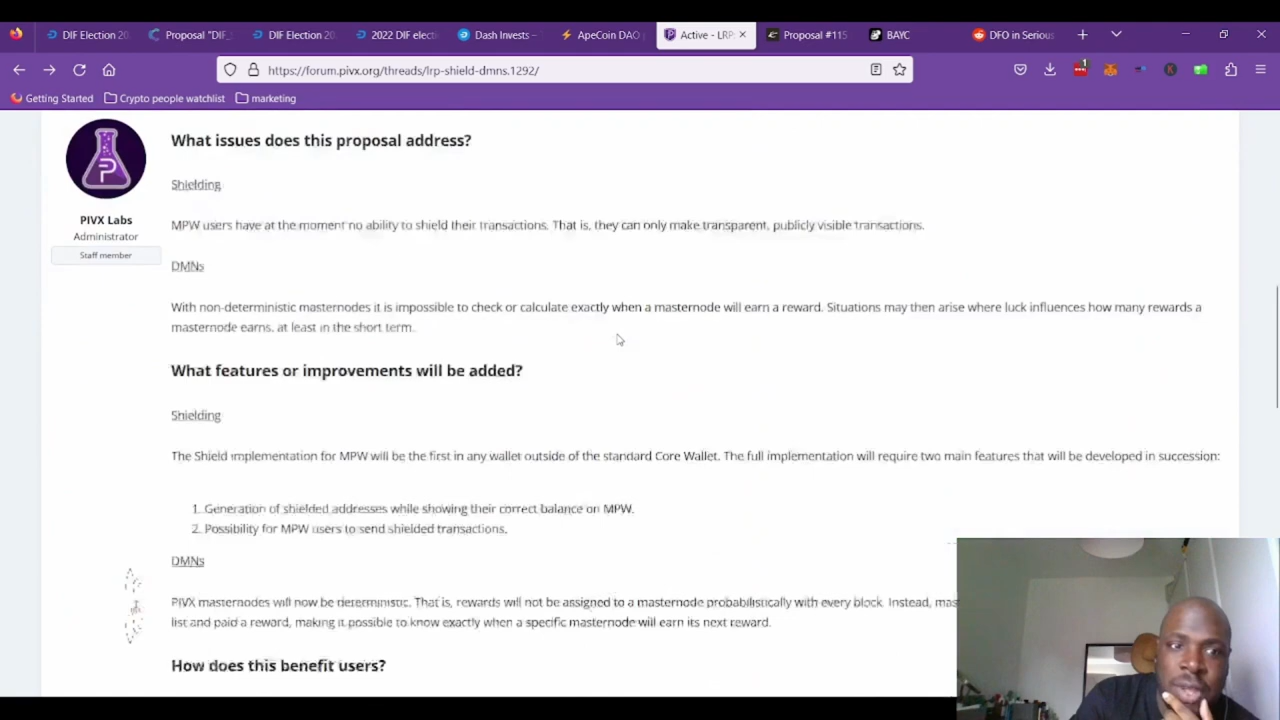 DIF Election 20
Proposal "DIF_
DIF Election 20
2022 DIF electi
Dash Invests –
ApeCoin DAO
Active - LRP
Proposal #115
BAYC
DFO in Serious
https://forum.pivx.org/threads/lrp-shield-dmns.1292/
1
Getting Started
Crypto people watchlist
marketing
What issues does this proposal address?
Shielding
MPW users have at the moment no ability to shield their transactions. That is, they can only make transparent, publicly visible transactions.
PIVX Labs
Administrator
Staff member
DMNs
With non-deterministic masternodes it is impossible to check or calculate exactly when a masternode will earn a reward. Situations may then arise where luck influences how many rewards a
masternode earns, at least in the short term.
What features or improvements will be added?
Shielding
The Shield implementation for MPW will be the first in any wallet outside of the standard Core Wallet. The full implementation will require two main features that will be developed in succession:
1. Generation of shielded addresses while showing their correct balance on MPW.
2. Possibility for MPW users to send shielded transactions.
DMNs
PIVX masternodes will now be deterministic. That is, rewards will not be assigned to a masternode probabilistically with every block. Instead, mas
list and paid a reward, making it possible to know exactly when a specific masternode will earn its next reward.
How does this benefit users?